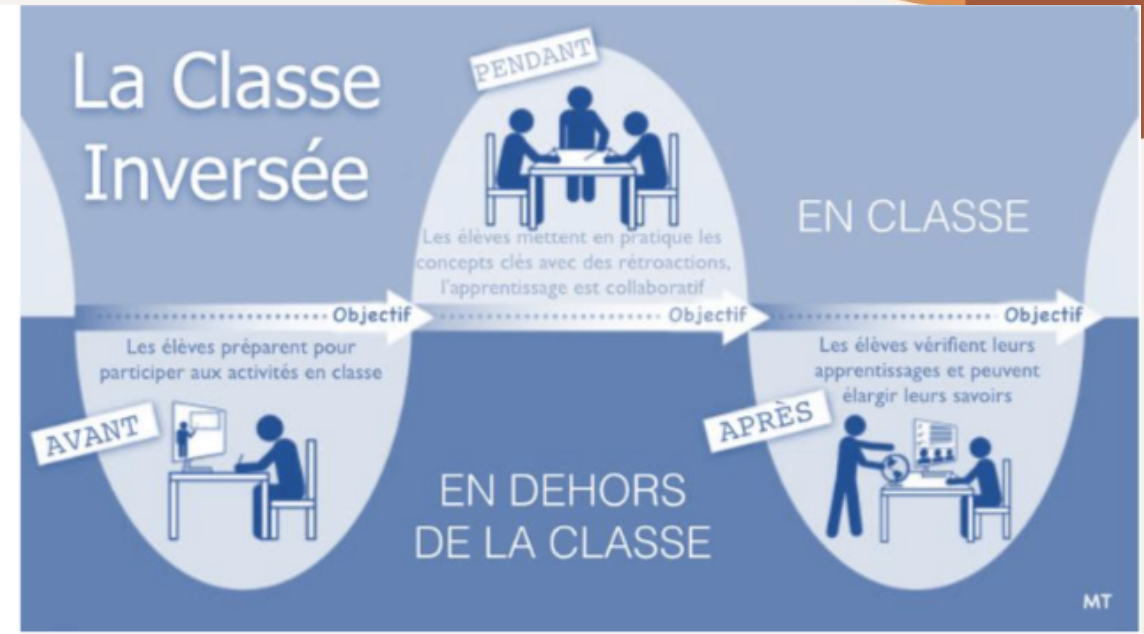 La Classe
Inversée
PENDANT
Les élèves mettent en pratique les
concepts clés avec des rétroactions,
l'apprentissage est collaboratif
EN CLASSE
Objectif
Objectif
Objectif
AVANT
Les élèves préparent pour
participer aux activités en classe
EN DEHORS
DE LA CLASSE
APRÈS
Les élèves vérifient leurs
apprentissages et peuvent
élargir leurs savoirs
MT